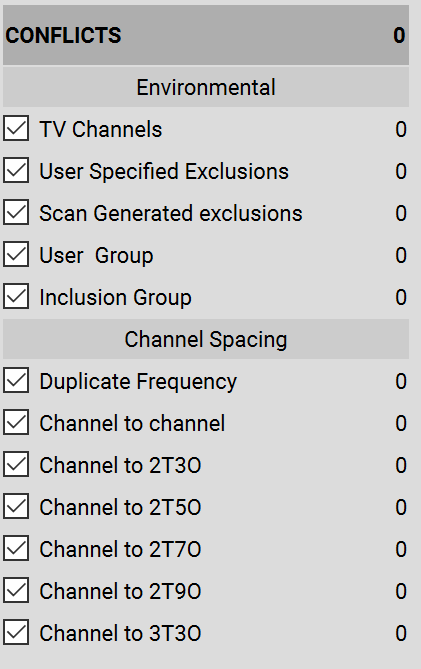 CONFLICTS 0
Environmental
TV Channels 0
User Specified Exclusions 0
Scan Generated exclusions 0
User  Group 0
Inclusion Group 0
Channel Spacing
Duplicate Frequency 0
Channel to channel 0
Channel to 2T3O 0
Channel to 2T5O 0
Channel to 2T7O 0
Channel to 2T9O 0
Channel to 3T3O 0